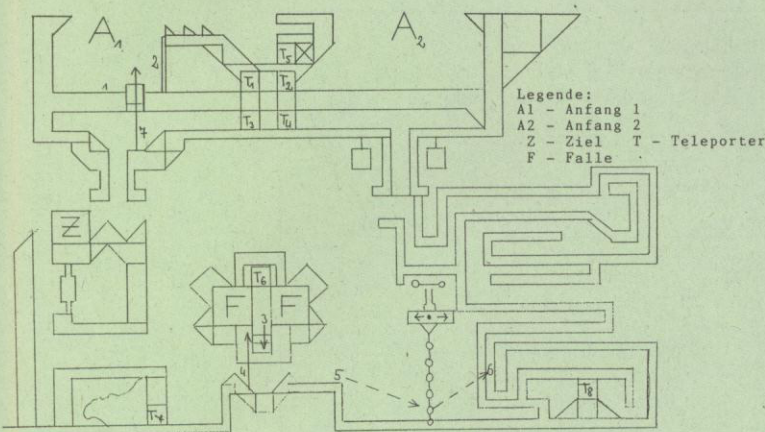 A1
A2
T5
2
T1
T2
1
T3
T4
7
Legende:
A1 - Anfang 1
A2 - Anfang 2
Z - Ziel T - Teleporter
F - Falle
Z
T6
F
F
3
4
5
6
T8
T7